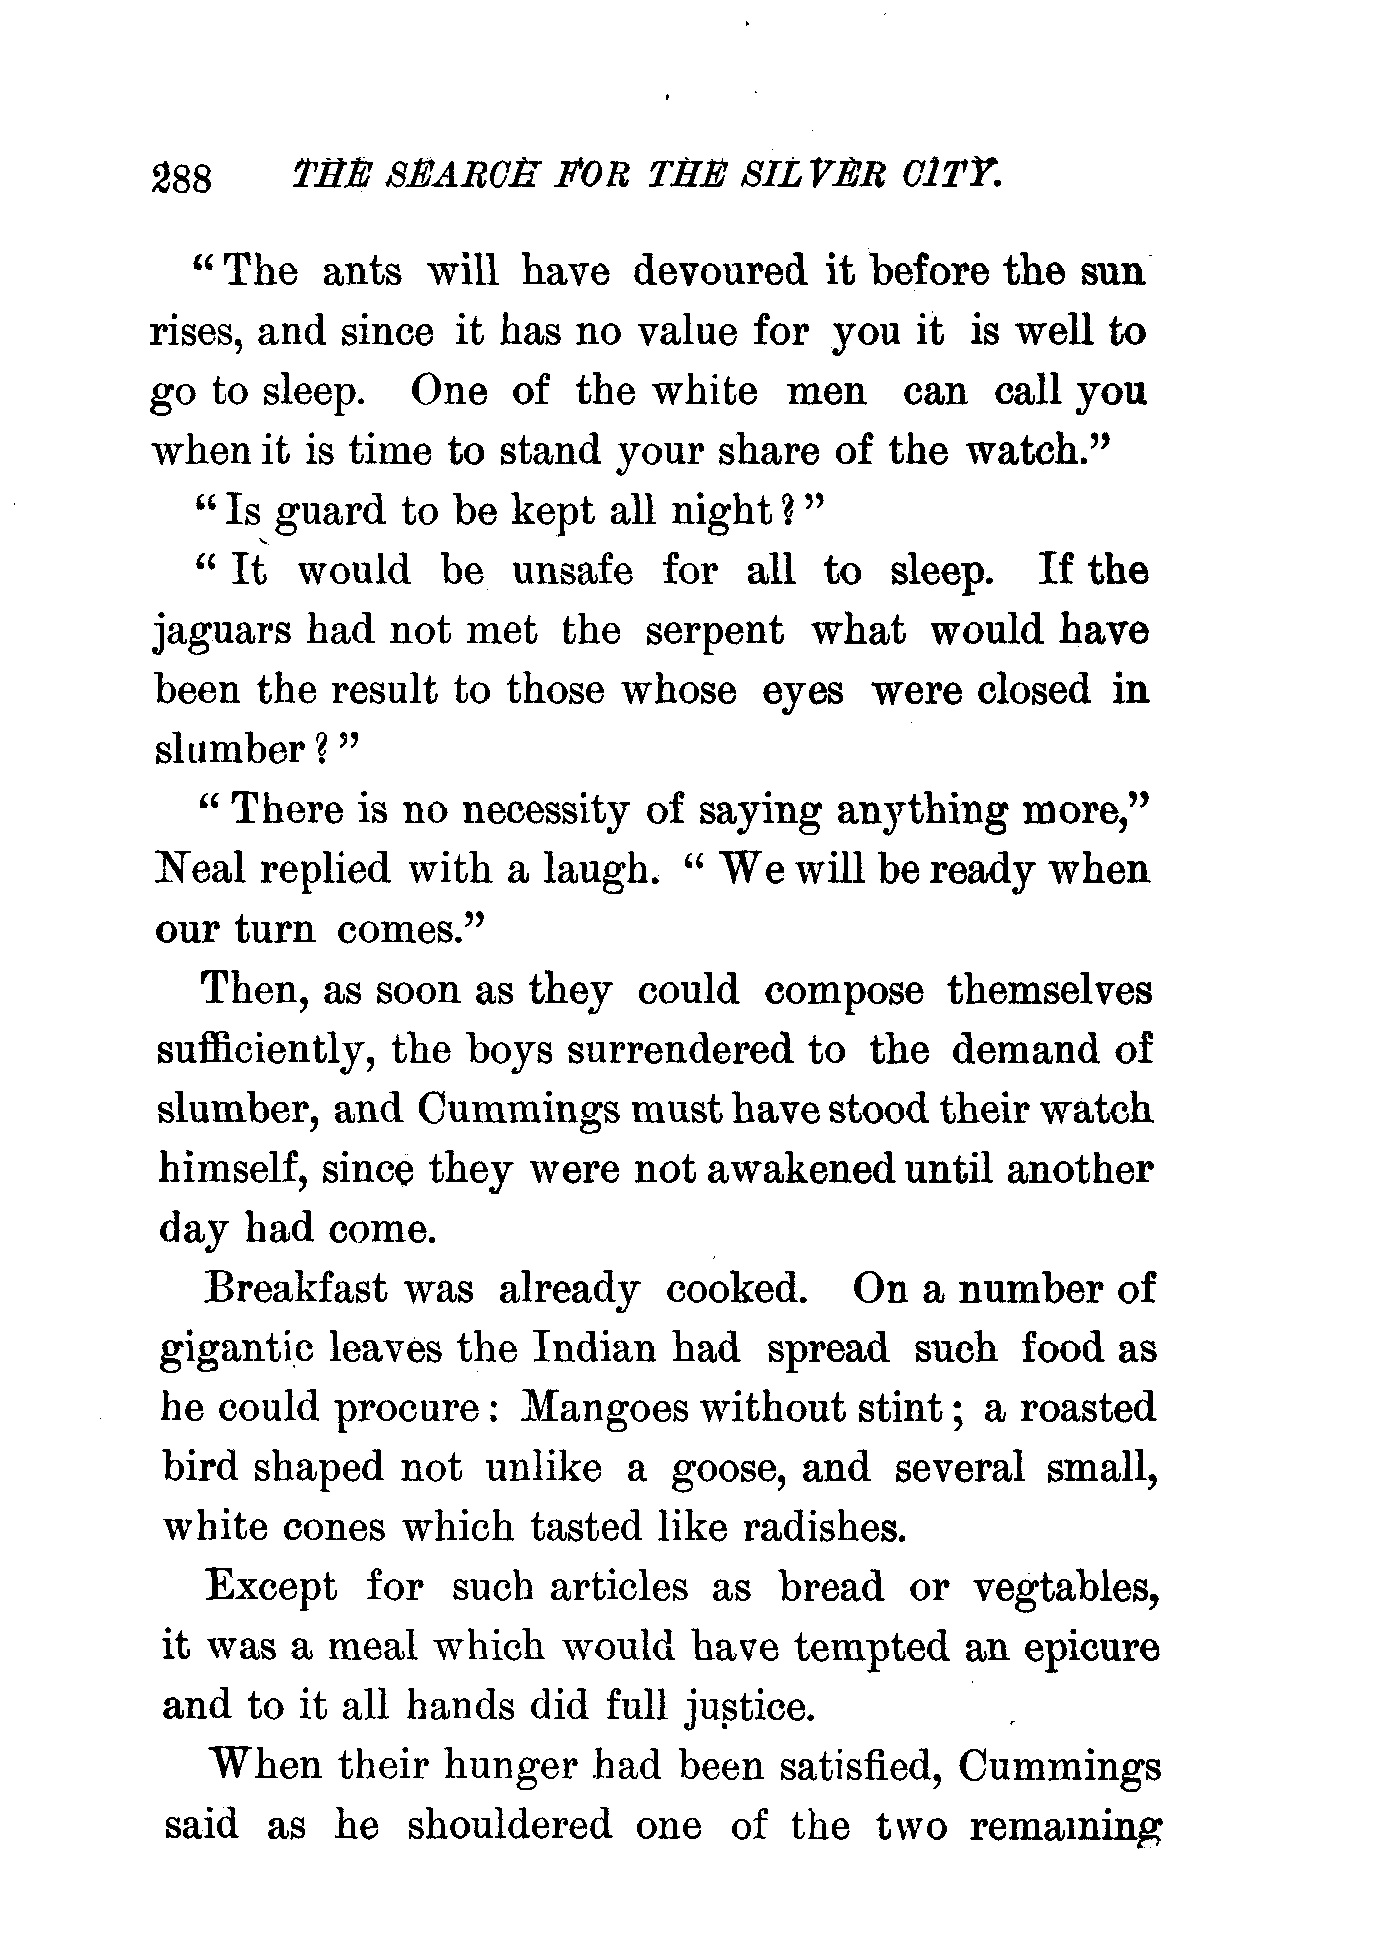 288 THE SEARCH FOR THE SILVER CITY.
“The ants will have devoured it before the sun
rises, and since it has no value for you it is well to
go to sleep. One of the white men can call you
when it is time to stand your share of the watch.”
“Is guard to be kept all night?”
“It would be unsafe for all to sleep. If the
jaguars had not met the serpent what would have
been the result to those whose eyes were closed in
slumber?”
“There is no necessity of saying anything more,”
Neal replied with a laugh. “We will be ready when
our turn comes.”
Then, as soon as they could compose themselves
sufficiently, the boys surrendered to the demand of
slumber, and Cummings must have stood their watch
himself, since they were not awakened until another
day had come.
Breakfast was already cooked. On a number of
gigantic leaves the Indian had spread such food as
he could procure: Mangoes without stint; a roasted
bird shaped not unlike a goose, and several small,
white cones which tasted like radishes.
Except for such articles as bread or vegtables,
it was a meal which would have tempted an epicure
and to it all hands did full justice.
When their hunger had been satisfied, Cummings
said as he shouldered one of the two remaining